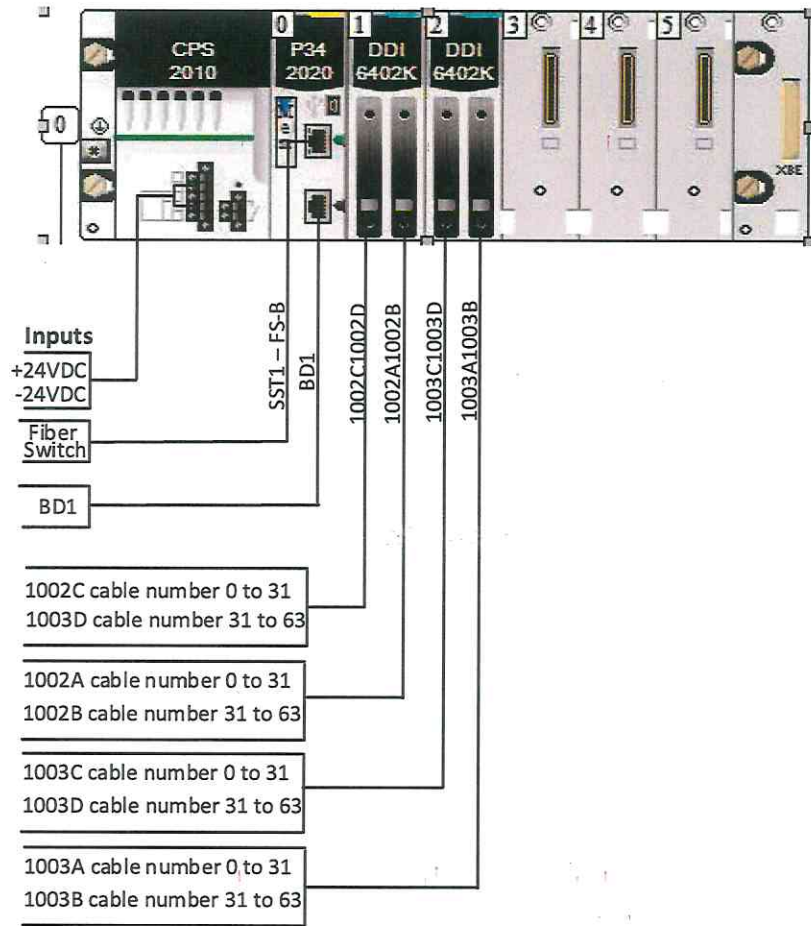 0
1
2
3
4
5
CPS
2010
P34
2020
DDI
6402K
DDI
6402K
0
XBE
SST1 – FS-B
BD1
1002C1002D
1002A1002B
1003C1003D
1003A1003B
Inputs
+24VDC
-24VDC
Fiber
Switch
BD1
1002C cable number 0 to 31
1003D cable number 31 to 63
1002A cable number 0 to 31
1002B cable number 31 to 63
1003C cable number 0 to 31
1003D cable number 31 to 63
1003A cable number 0 to 31
1003B cable number 31 to 63